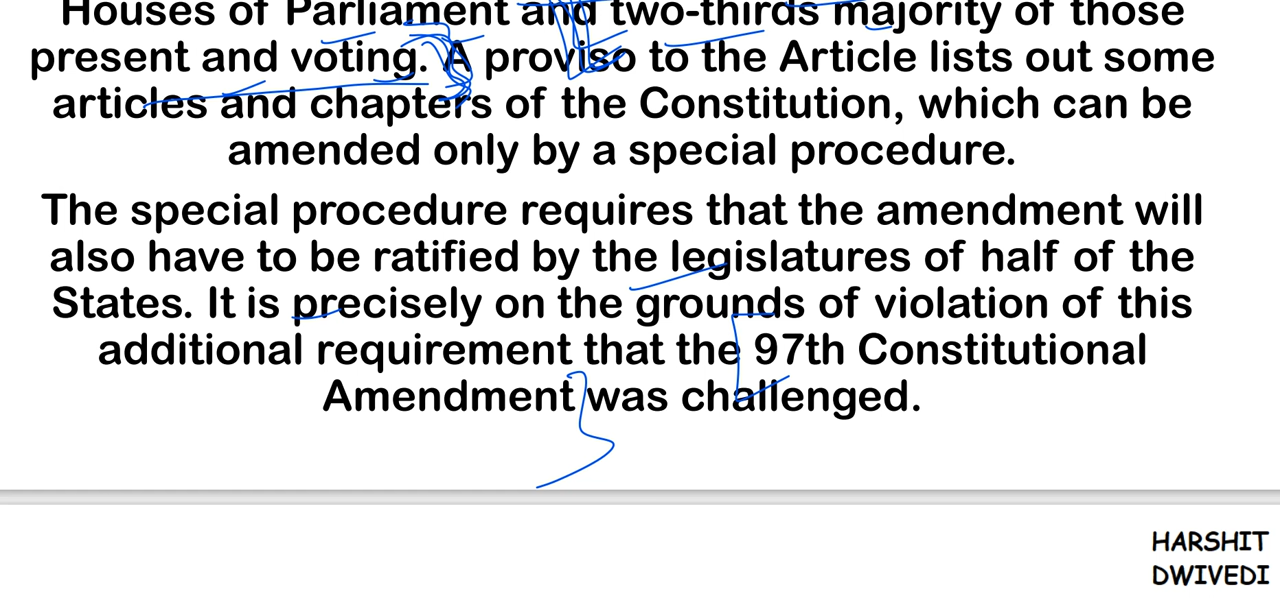 Houses of Parliament and two-thirds majority of those
present and voting. A proviso to the Article lists out some
articles and chapters of the Constitution, which can be
amended only by a special procedure.
The special procedure requires that the amendment will
also have to be ratified by the legislatures of half of the
States. It is precisely on the grounds of violation of this
additional requirement that the 97th Constitutional
Amendment was challenged.
HARSHIT
DWIVEDI